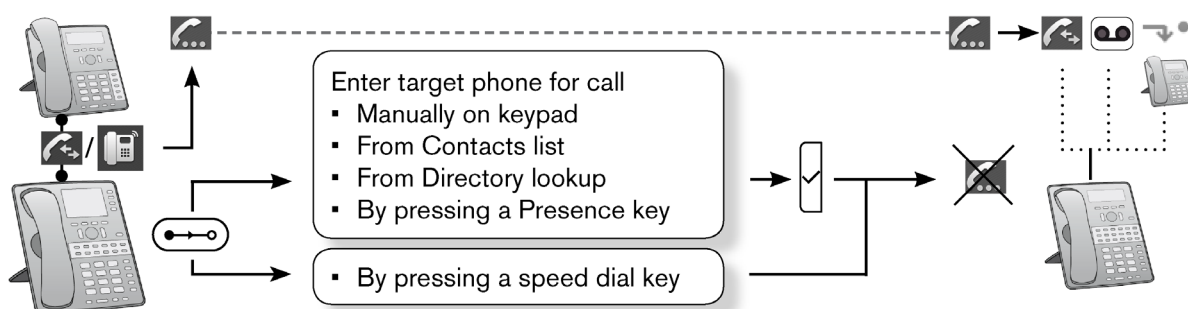 Enter target phone for call
▪ Manually on keypad
▪ From Contacts list
▪ From Directory lookup
▪ By pressing a Presence key
/
▪ By pressing a speed dial key